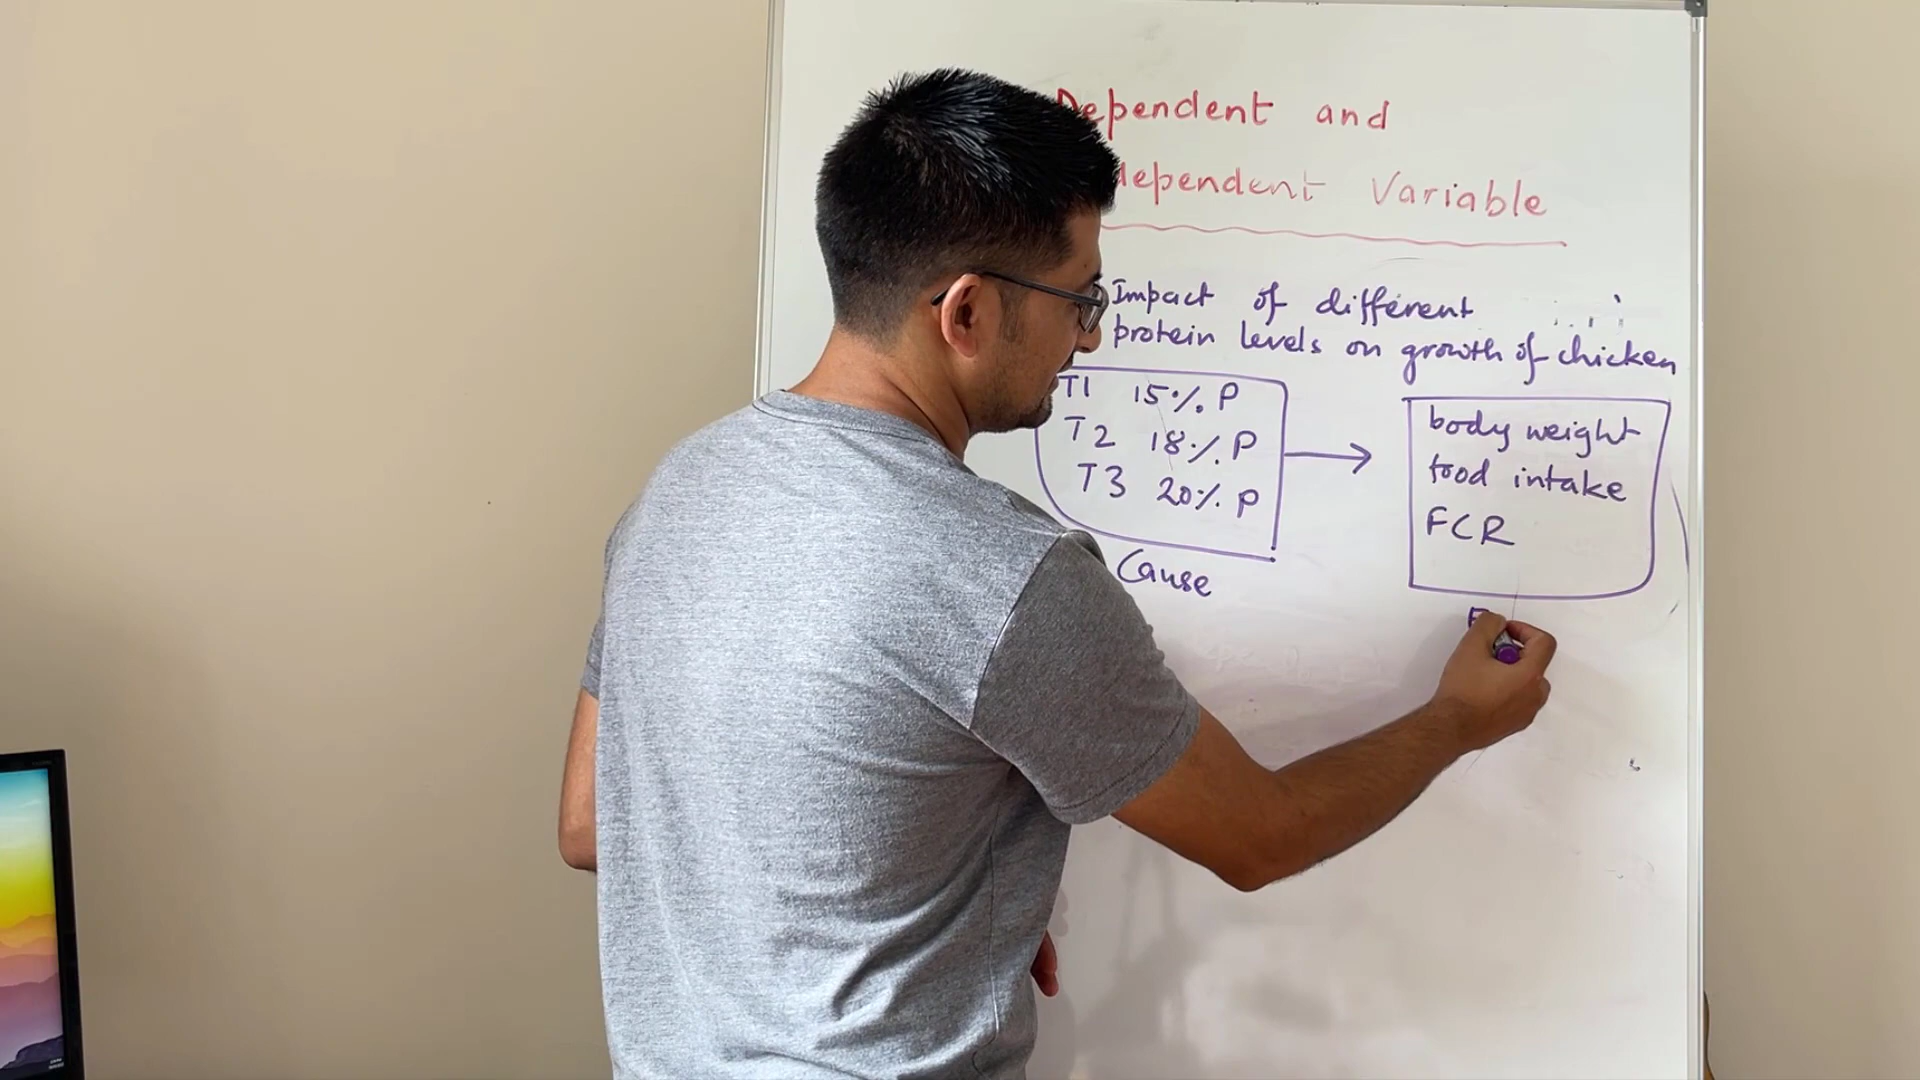 Dependent and
dependent Variable
Impact of different
protein levels on growth of chicken
T1 15% P
T2 18% P
T3 20% P
Cause
body weight
food intake
FCR
E